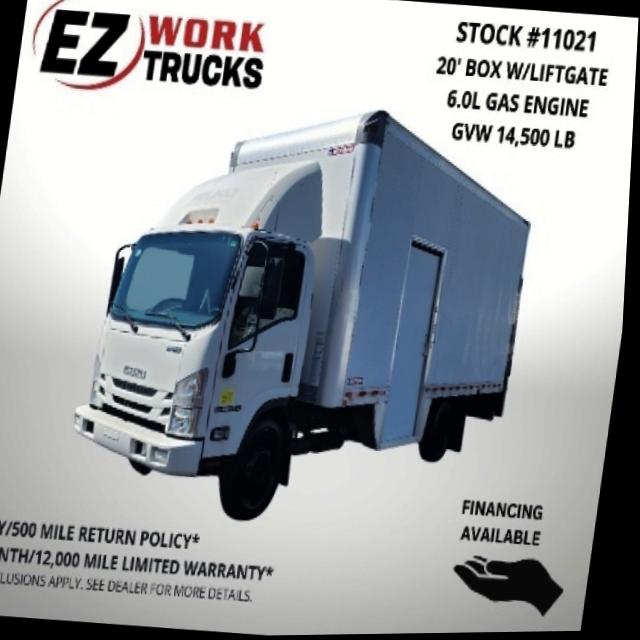 EZ WORK
TRUCKS
STOCK #11021
20' BOX W/LIFTGATE
6.0L GAS ENGINE
GVW 14,500 LB
ISUZU
Y/500 MILE RETURN POLICY*
NTH/12,000 MILE LIMITED WARRANTY*
LUSIONS APPLY. SEE DEALER FOR MORE DETAILS.
FINANCING
AVAILABLE